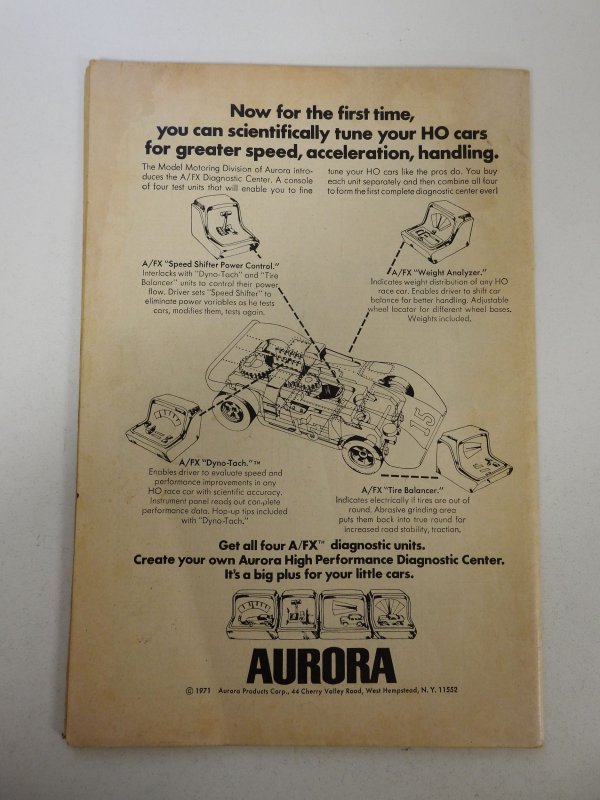 Now for the first time,
you can scientifically tune your HO cars
for greater speed, acceleration, handling.
The Model Motoring Division of Aurora intro-
duces the A/FX Diagnostic Center. A console
of four test units that will enable you to fine
tune your HO cars like the pros do. You buy
each unit separately and then combine all four
to form the first complete diagnostic center ever!
A/FX "Speed Shifter Power Control."
Interlocks with "Dyno-Tach" and "Tire
Balancer" units to control their power
flow. Driver sets "Speed Shifter" to
eliminate power variables as he tests
cars, modifies them, tests again.
A/FX "Weight Analyzer."
Indicates weight distribution of any HO
race car. Enables driver to shift car
balance for better handling. Adjustable
wheel locator for different wheel bases.
Weights included.
15
A/FX "Dyno-Tach."™
Enables driver to evaluate speed and
performance improvements in any
HO race car with scientific accuracy.
Instrument panel reads out complete
performance data. Hop-up tips included
with "Dyno-Tach."
A/FX "Tire Balancer."
Indicates electrically if tires are out of
round. Abrasive grinding area
puts them back into true round for
increased road stability, traction.
Get all four A/FX™ diagnostic units.
Create your own Aurora High Performance Diagnostic Center.
It's a big plus for your little cars.
AURORA
© 1971 Aurora Products Corp., 44 Cherry Valley Road, West Hempstead, N. Y. 11552